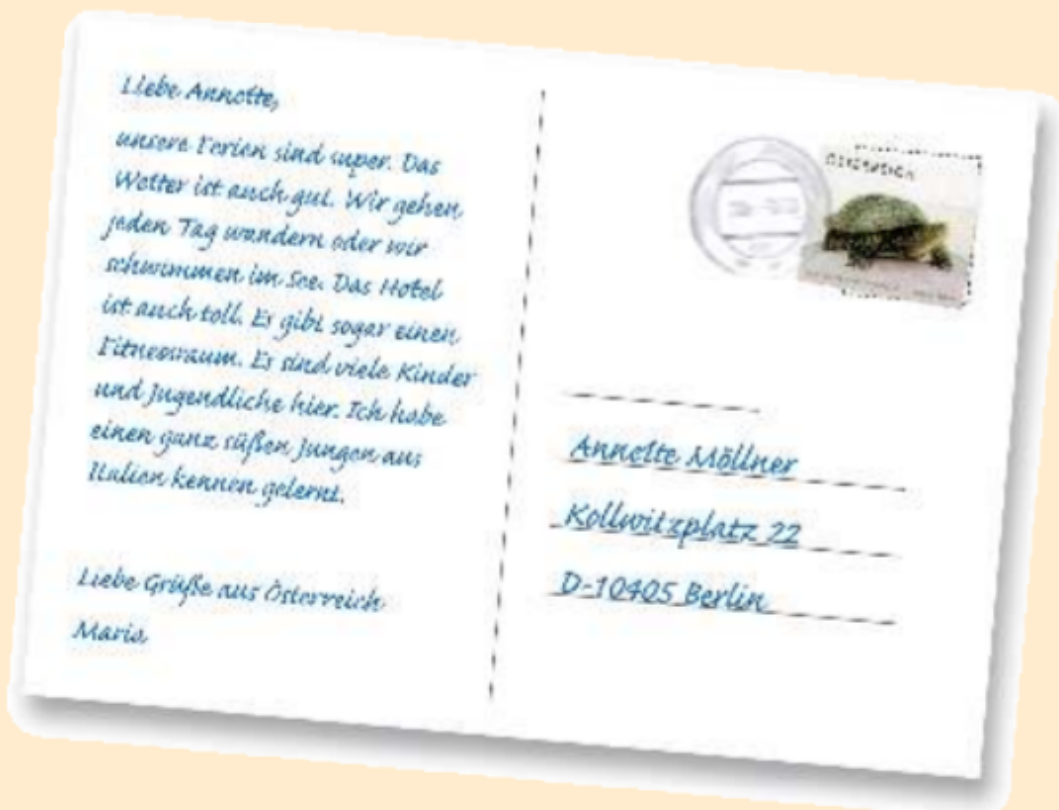 Liebe Annette,
unsere Ferien sind super. Das
Wetter ist auch gut. Wir gehen
jeden Tag wandern oder wir
schwimmen im See. Das Hotel
ist auch toll. Es gibt sogar einen
Fitnessraum. Es sind viele Kinder
und Jugendliche hier. Ich habe
einen ganz süßen Jungen aus
Italien kennen gelernt.
Liebe Grüße aus Österreich
Maria
Annette Möllner
Kollwitzplatz 22
D-10405 Berlin